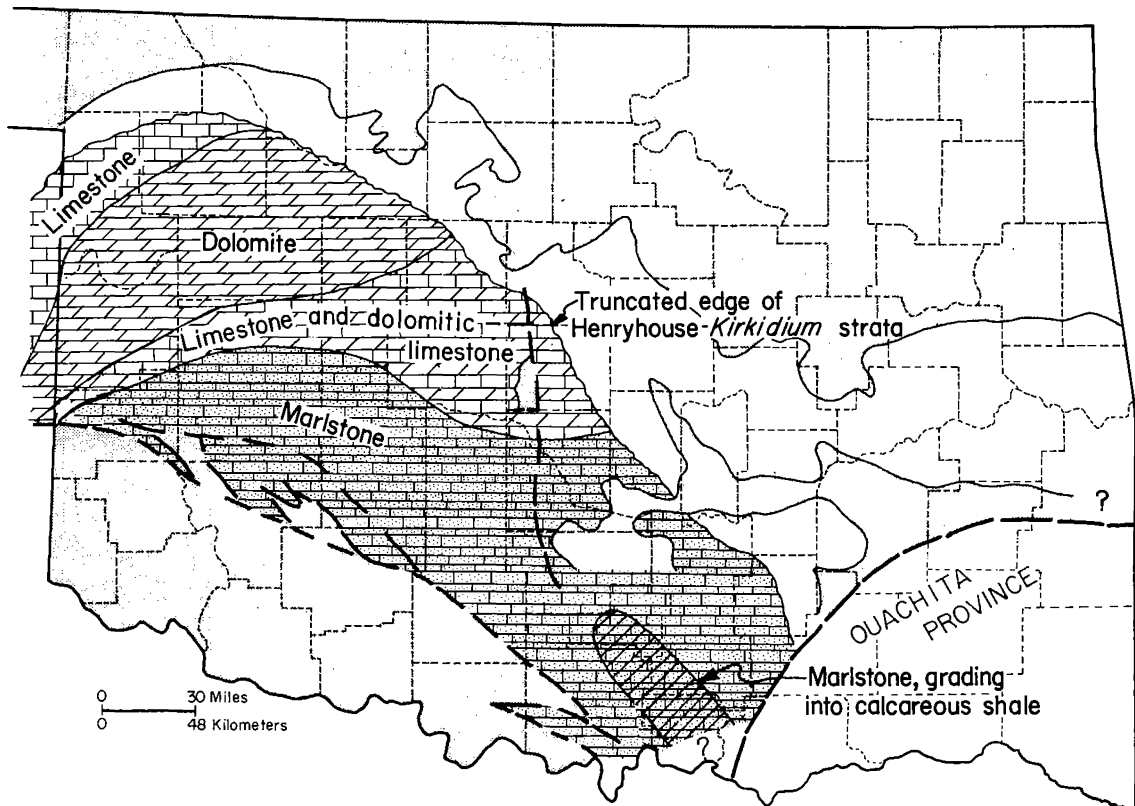 Limestone
Dolomite
Truncated edge of
Henryhouse-Kirkidium strata
Limestone and dolomitic
limestone
Marlstone
?
OUACHITA
PROVINCE
Marlstone, grading
into calcareous shale
0 30 Miles
0 48 Kilometers
?